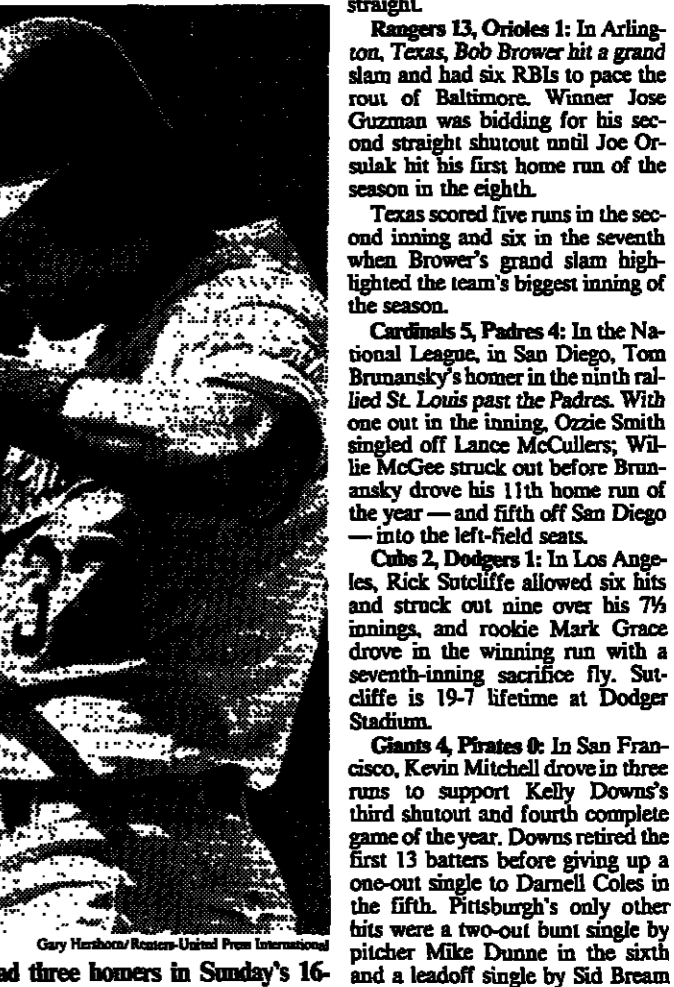 37
Gary Hershorn/Reuters-United Press International
ad three homers in Sunday's 16-
straight.
Rangers 13, Orioles 1: In Arling-
ton, Texas, Bob Brower hit a grand
slam and had six RBIs to pace the
rout of Baltimore. Winner Jose
Guzman was bidding for his sec-
ond straight shutout until Joe Or-
sulak hit his first home run of the
season in the eighth.
Texas scored five runs in the sec-
ond inning and six in the seventh
when Brower's grand slam high-
lighted the team's biggest inning of
the season.
Cardinals 5, Padres 4: In the Na-
tional League, in San Diego, Tom
Brunansky's homer in the ninth ral-
lied St. Louis past the Padres. With
one out in the inning, Ozzie Smith
singled off Lance McCullers; Wil-
lie McGee struck out before Brun-
ansky drove his 11th home run of
the year — and fifth off San Diego
— into the left-field seats.
Cubs 2, Dodgers 1: In Los Ange-
les, Rick Sutcliffe allowed six hits
and struck out nine over his 7⅓
innings, and rookie Mark Grace
drove in the winning run with a
seventh-inning sacrifice fly. Sut-
cliffe is 19-7 lifetime at Dodger
Stadium.
Giants 4, Pirates 0: In San Fran-
cisco, Kevin Mitchell drove in three
runs to support Kelly Downs's
third shutout and fourth complete
game of the year. Downs retired the
first 13 batters before giving up a
one-out single to Darnell Coles in
the fifth. Pittsburgh's only other
hits were a two-out bunt single by
pitcher Mike Dunne in the sixth
and a leadoff single by Sid Bream